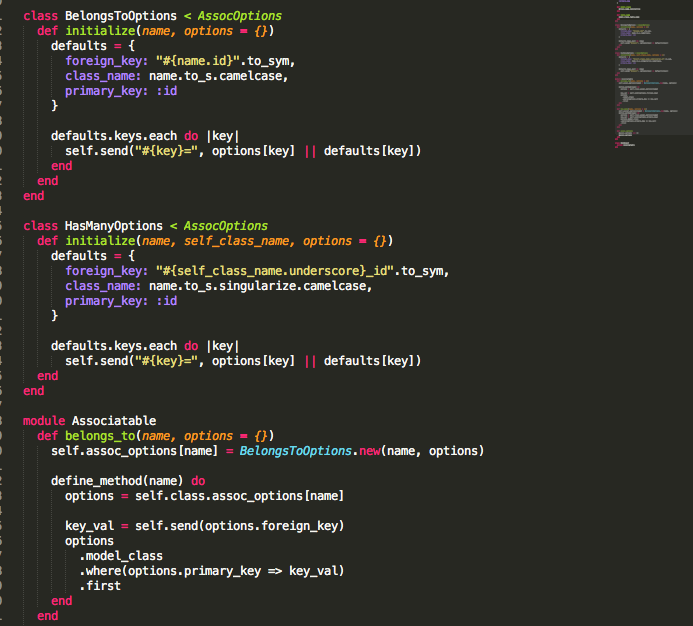 class BelongsToOptions < AssocOptions
  def initialize(name, options = {})
    defaults = {
      foreign_key: "#{name.id}".to_sym,
      class_name: name.to_s.camelcase,
      primary_key: :id
    }

    defaults.keys.each do |key|
      self.send("#{key}=", options[key] || defaults[key])
    end
  end
end

class HasManyOptions < AssocOptions
  def initialize(name, self_class_name, options = {})
    defaults = {
      foreign_key: "#{self_class_name.underscore}_id".to_sym,
      class_name: name.to_s.singularize.camelcase,
      primary_key: :id
    }

    defaults.keys.each do |key|
      self.send("#{key}=", options[key] || defaults[key])
    end
  end
end

module Associatable
  def belongs_to(name, options = {})
    self.assoc_options[name] = BelongsToOptions.new(name, options)

    define_method(name) do
      options = self.class.assoc_options[name]

      key_val = self.send(options.foreign_key)
      options
        .model_class
        .where(options.primary_key => key_val)
        .first
    end
  end